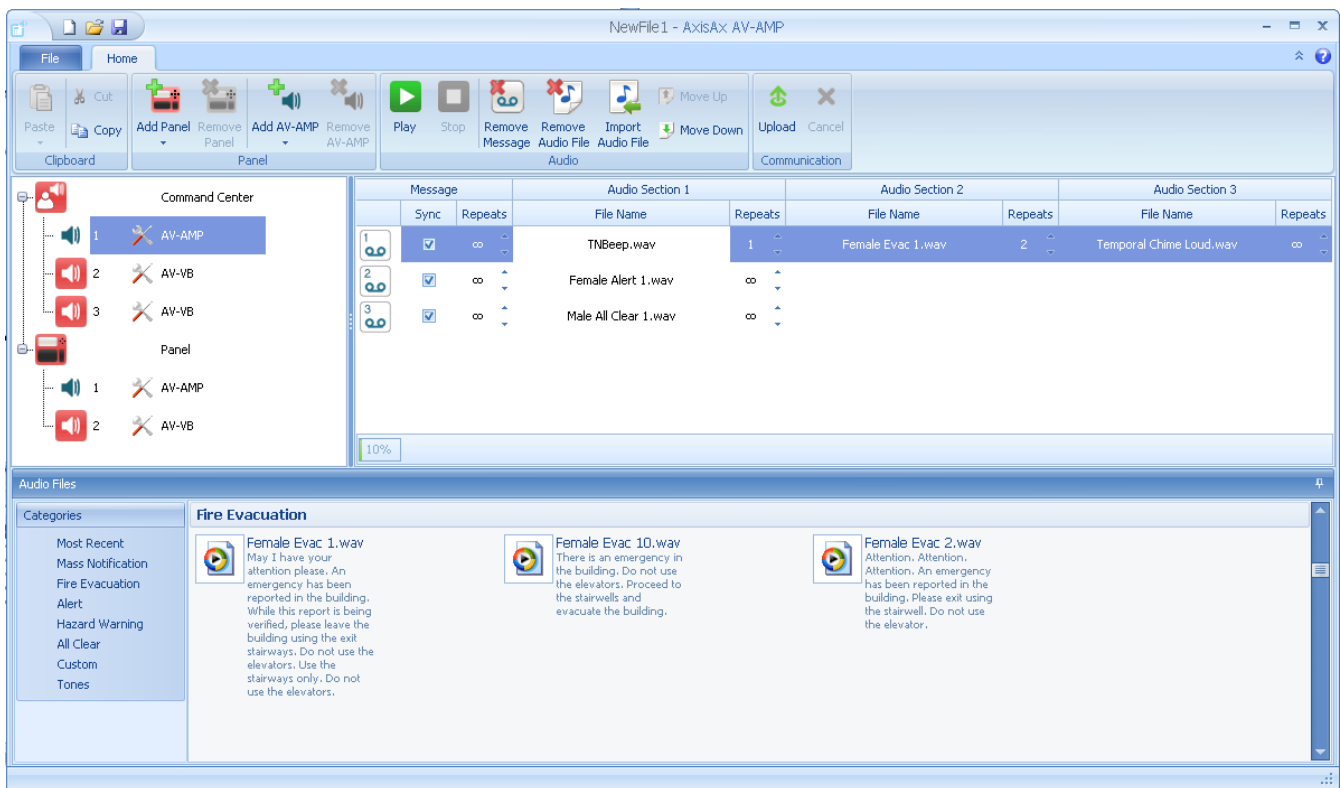 NewFile1 - AxisAx AV-AMP
File Home
Paste Cut Copy
Clipboard
Add Panel Remove Panel Add AV-AMP Remove AV-AMP
Panel
Play Stop Remove Message Remove Audio File Import Audio File Move Up Move Down
Audio
Upload Cancel
Communication
Command Center
1 AV-AMP
2 AV-VB
3 AV-VB
Panel
1 AV-AMP
2 AV-VB
Message Audio Section 1 Audio Section 2 Audio Section 3
Sync Repeats File Name Repeats File Name Repeats File Name Repeats
1 ∞ TNBeep.wav 1 Female Evac 1.wav 2 Temporal Chime Loud.wav ∞
2 ∞ Female Alert 1.wav ∞
3 ∞ Male All Clear 1.wav ∞
10%
Audio Files
Categories
Most Recent
Mass Notification
Fire Evacuation
Alert
Hazard Warning
All Clear
Custom
Tones
Fire Evacuation
Female Evac 1.wav
May I have your
attention please. An
emergency has been
reported in the building.
While this report is being
verified, please leave the
building using the exit
stairways. Do not use the
elevators. Use the
stairways only. Do not
use the elevators.
Female Evac 10.wav
There is an emergency in
the building. Do not use
the elevators. Proceed to
the stairwells and
evacuate the building.
Female Evac 2.wav
Attention. Attention.
Attention. An emergency
has been reported in the
building. Please exit using
the stairwell. Do not use
the elevator.